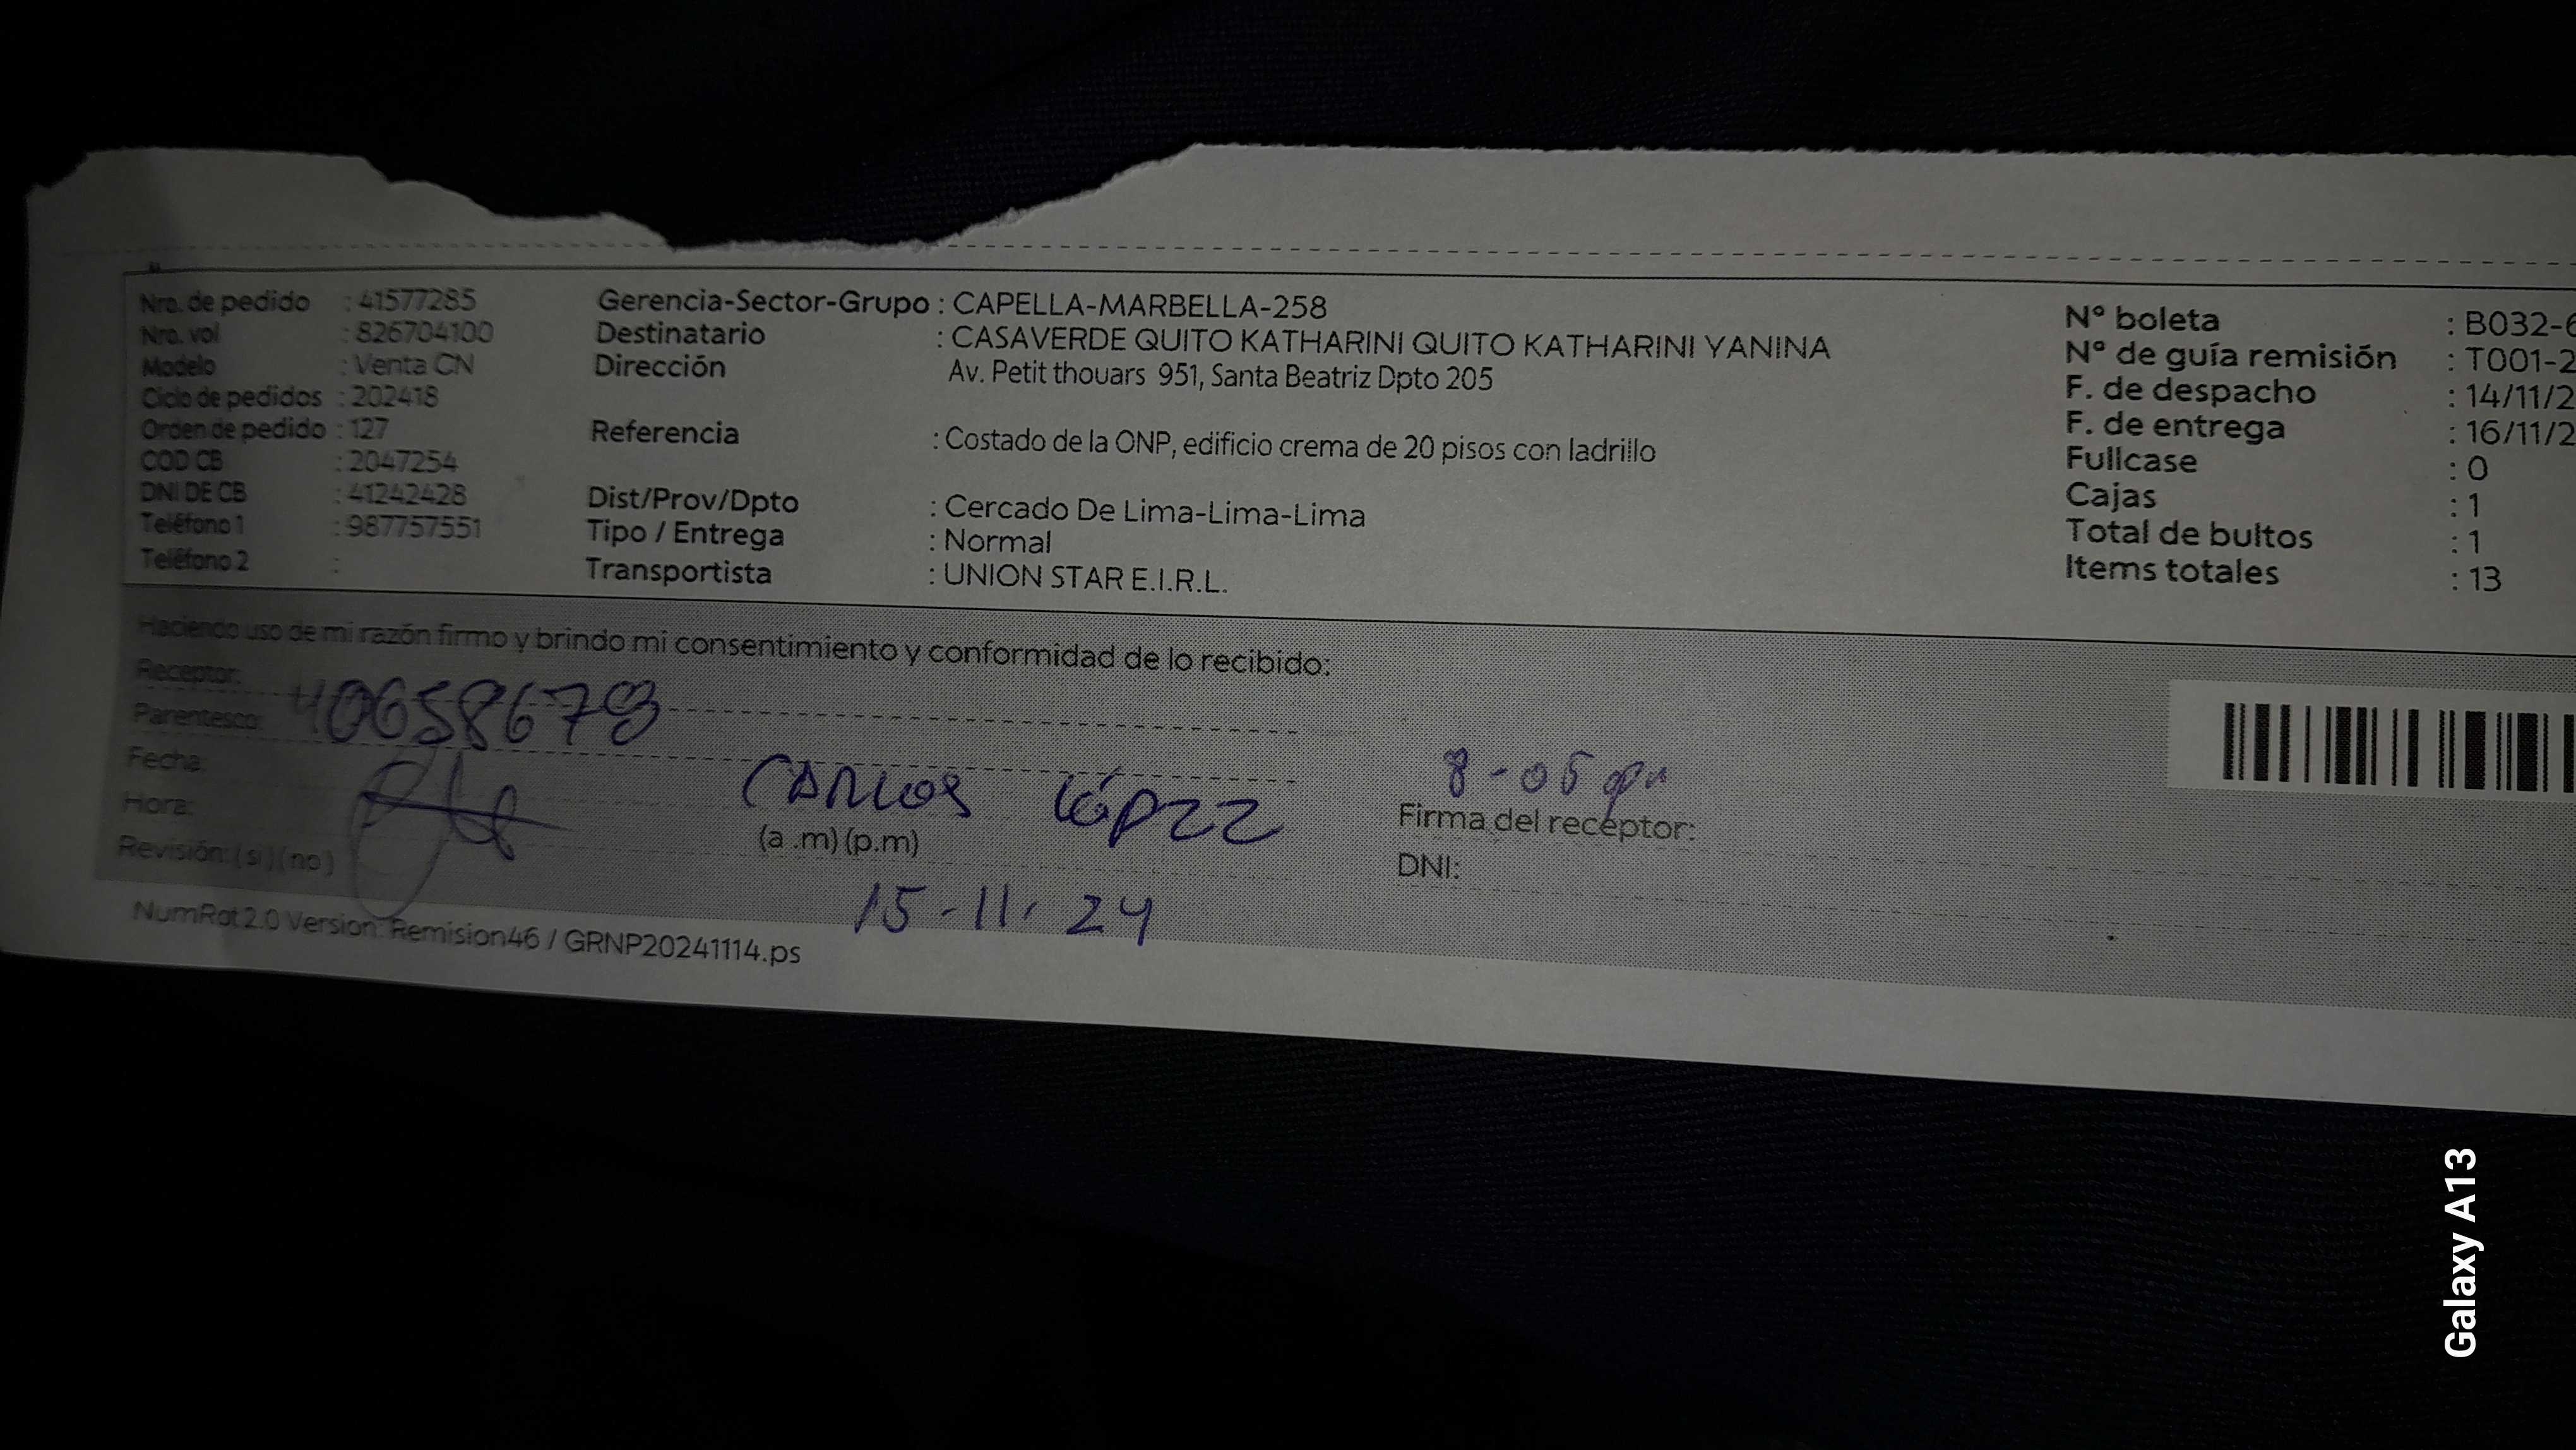 Nro. de pedido : 41577285
Nro. vol : 826704100
Modelo : Venta CN
Ciclo de pedidos : 202418
Orden de pedido : 127
COD CB : 2047254
DNI DE CB : 41242428
Teléfono 1 : 987757551
Teléfono 2 :
Gerencia-Sector-Grupo : CAPELLA-MARBELLA-258
Destinatario : CASAVERDE QUITO KATHARINI QUITO KATHARINI YANINA
Dirección Av. Petit thouars 951, Santa Beatriz Dpto 205
Referencia : Costado de la ONP, edificio crema de 20 pisos con ladrillo
Dist/Prov/Dpto : Cercado De Lima-Lima-Lima
Tipo / Entrega : Normal
Transportista : UNION STAR E.I.R.L.
N° boleta : B032-6
N° de guía remisión : T001-2
F. de despacho : 14/11/2
F. de entrega : 16/11/2
Fullcase : 0
Cajas : 1
Total de bultos : 1
Items totales : 13
Haciendo uso de mi razón firmo y brindo mi consentimiento y conformidad de lo recibido:
Receptor:
Parentesco: 40658678
Fecha:
CARLOS LÓPEZ
Hora: (a .m) (p.m)
Revisión: ( si ) ( no )
15-11-24
8-05 pm
Firma del receptor:
DNI:
NumRot2.0 Version: Remision46 / GRNP20241114.ps
Galaxy A13